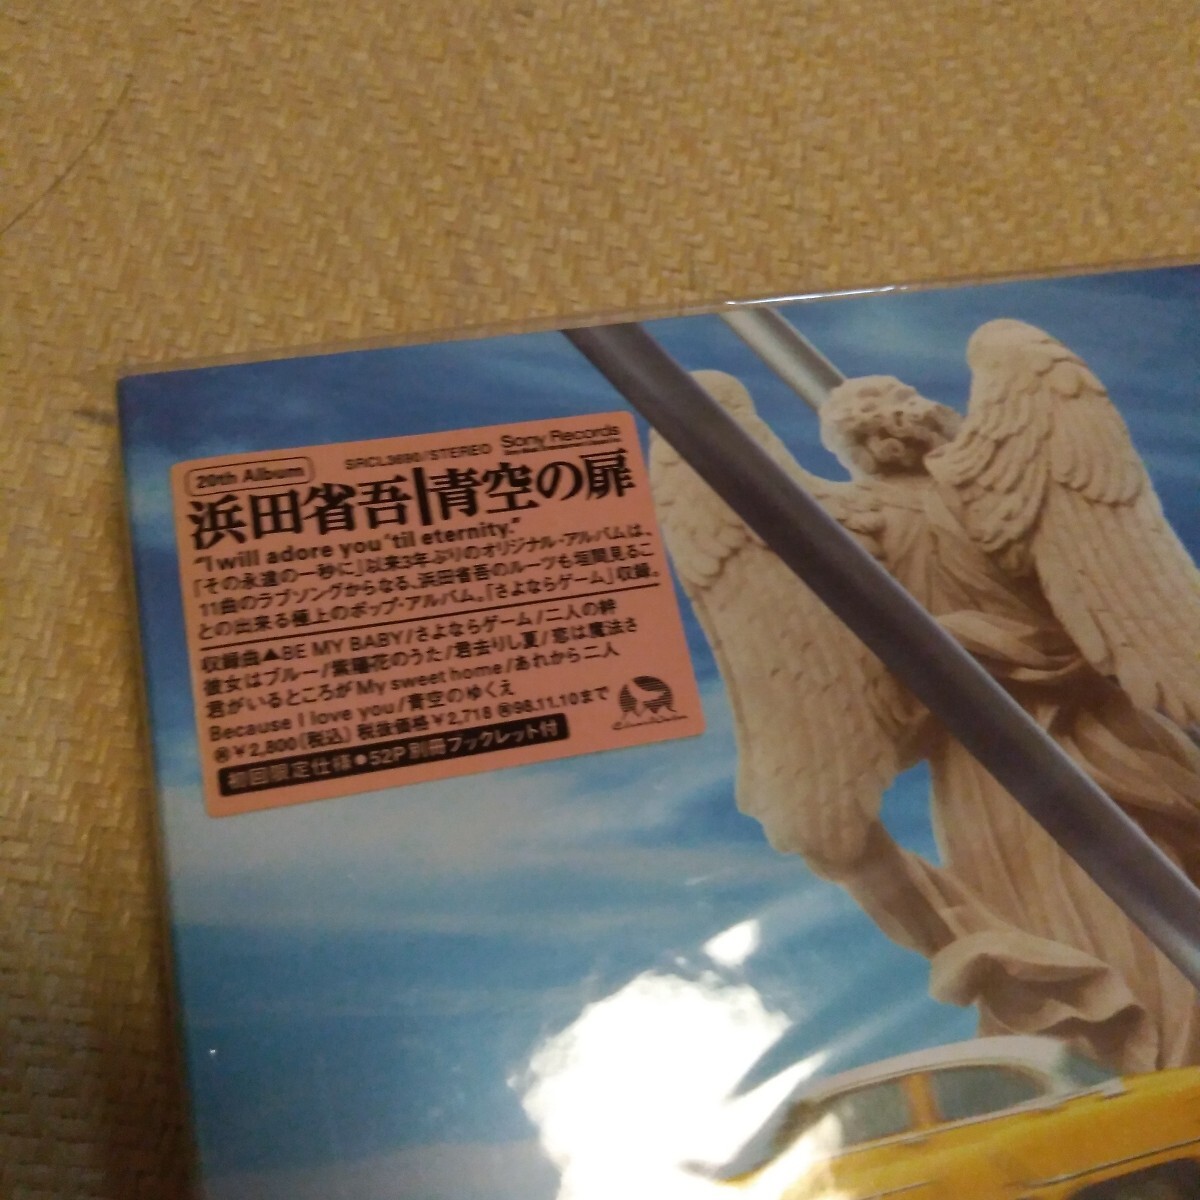 20th Album
SRCL3690/STEREO
Sony Records
浜田省吾|青空の扉
"I will adore you 'til eternity."
「その永遠の一秒に」以来3年ぶりのオリジナル・アルバムは、
11曲のラブソングからなる、浜田省吾のルーツも垣間見るこ
との出来る極上のポップ・アルバム。「さよならゲーム」収録。
収録曲▲BE MY BABY/さよならゲーム/二人の絆
彼女はブルー/紫陽花のうた/君去りし夏/恋は魔法さ
君がいるところがMy sweet home/あれから二人
Because I love you/青空のゆくえ
¥2,800(税込) 税抜価格¥2,718 98.11.10まで
初回限定仕様●52P別冊ブックレット付